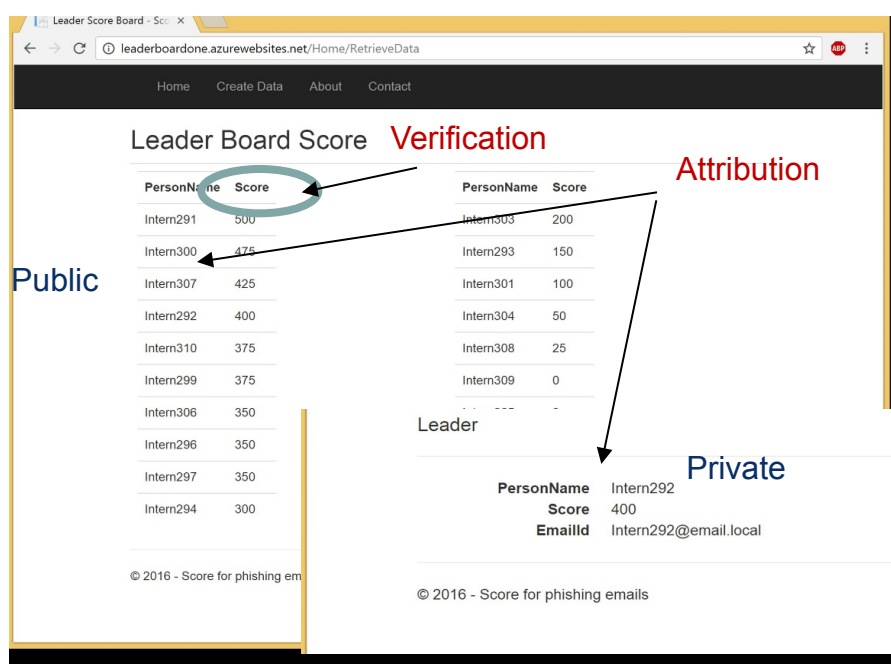 Leader Score Board - Sco
leaderboardone.azurewebsites.net/Home/RetrieveData
ABP
Home Create Data About Contact
Leader Board Score
Verification
Attribution
Public
PersonName Score
Intern291 500
Intern300 475
Intern307 425
Intern292 400
Intern310 375
Intern299 375
Intern306 350
Intern296 350
Intern297 350
Intern294 300
PersonName Score
Intern303 200
Intern293 150
Intern301 100
Intern304 50
Intern308 25
Intern309 0
© 2016 - Score for phishing em
Leader
Private
PersonName Intern292
Score 400
EmailId Intern292@email.local
© 2016 - Score for phishing emails